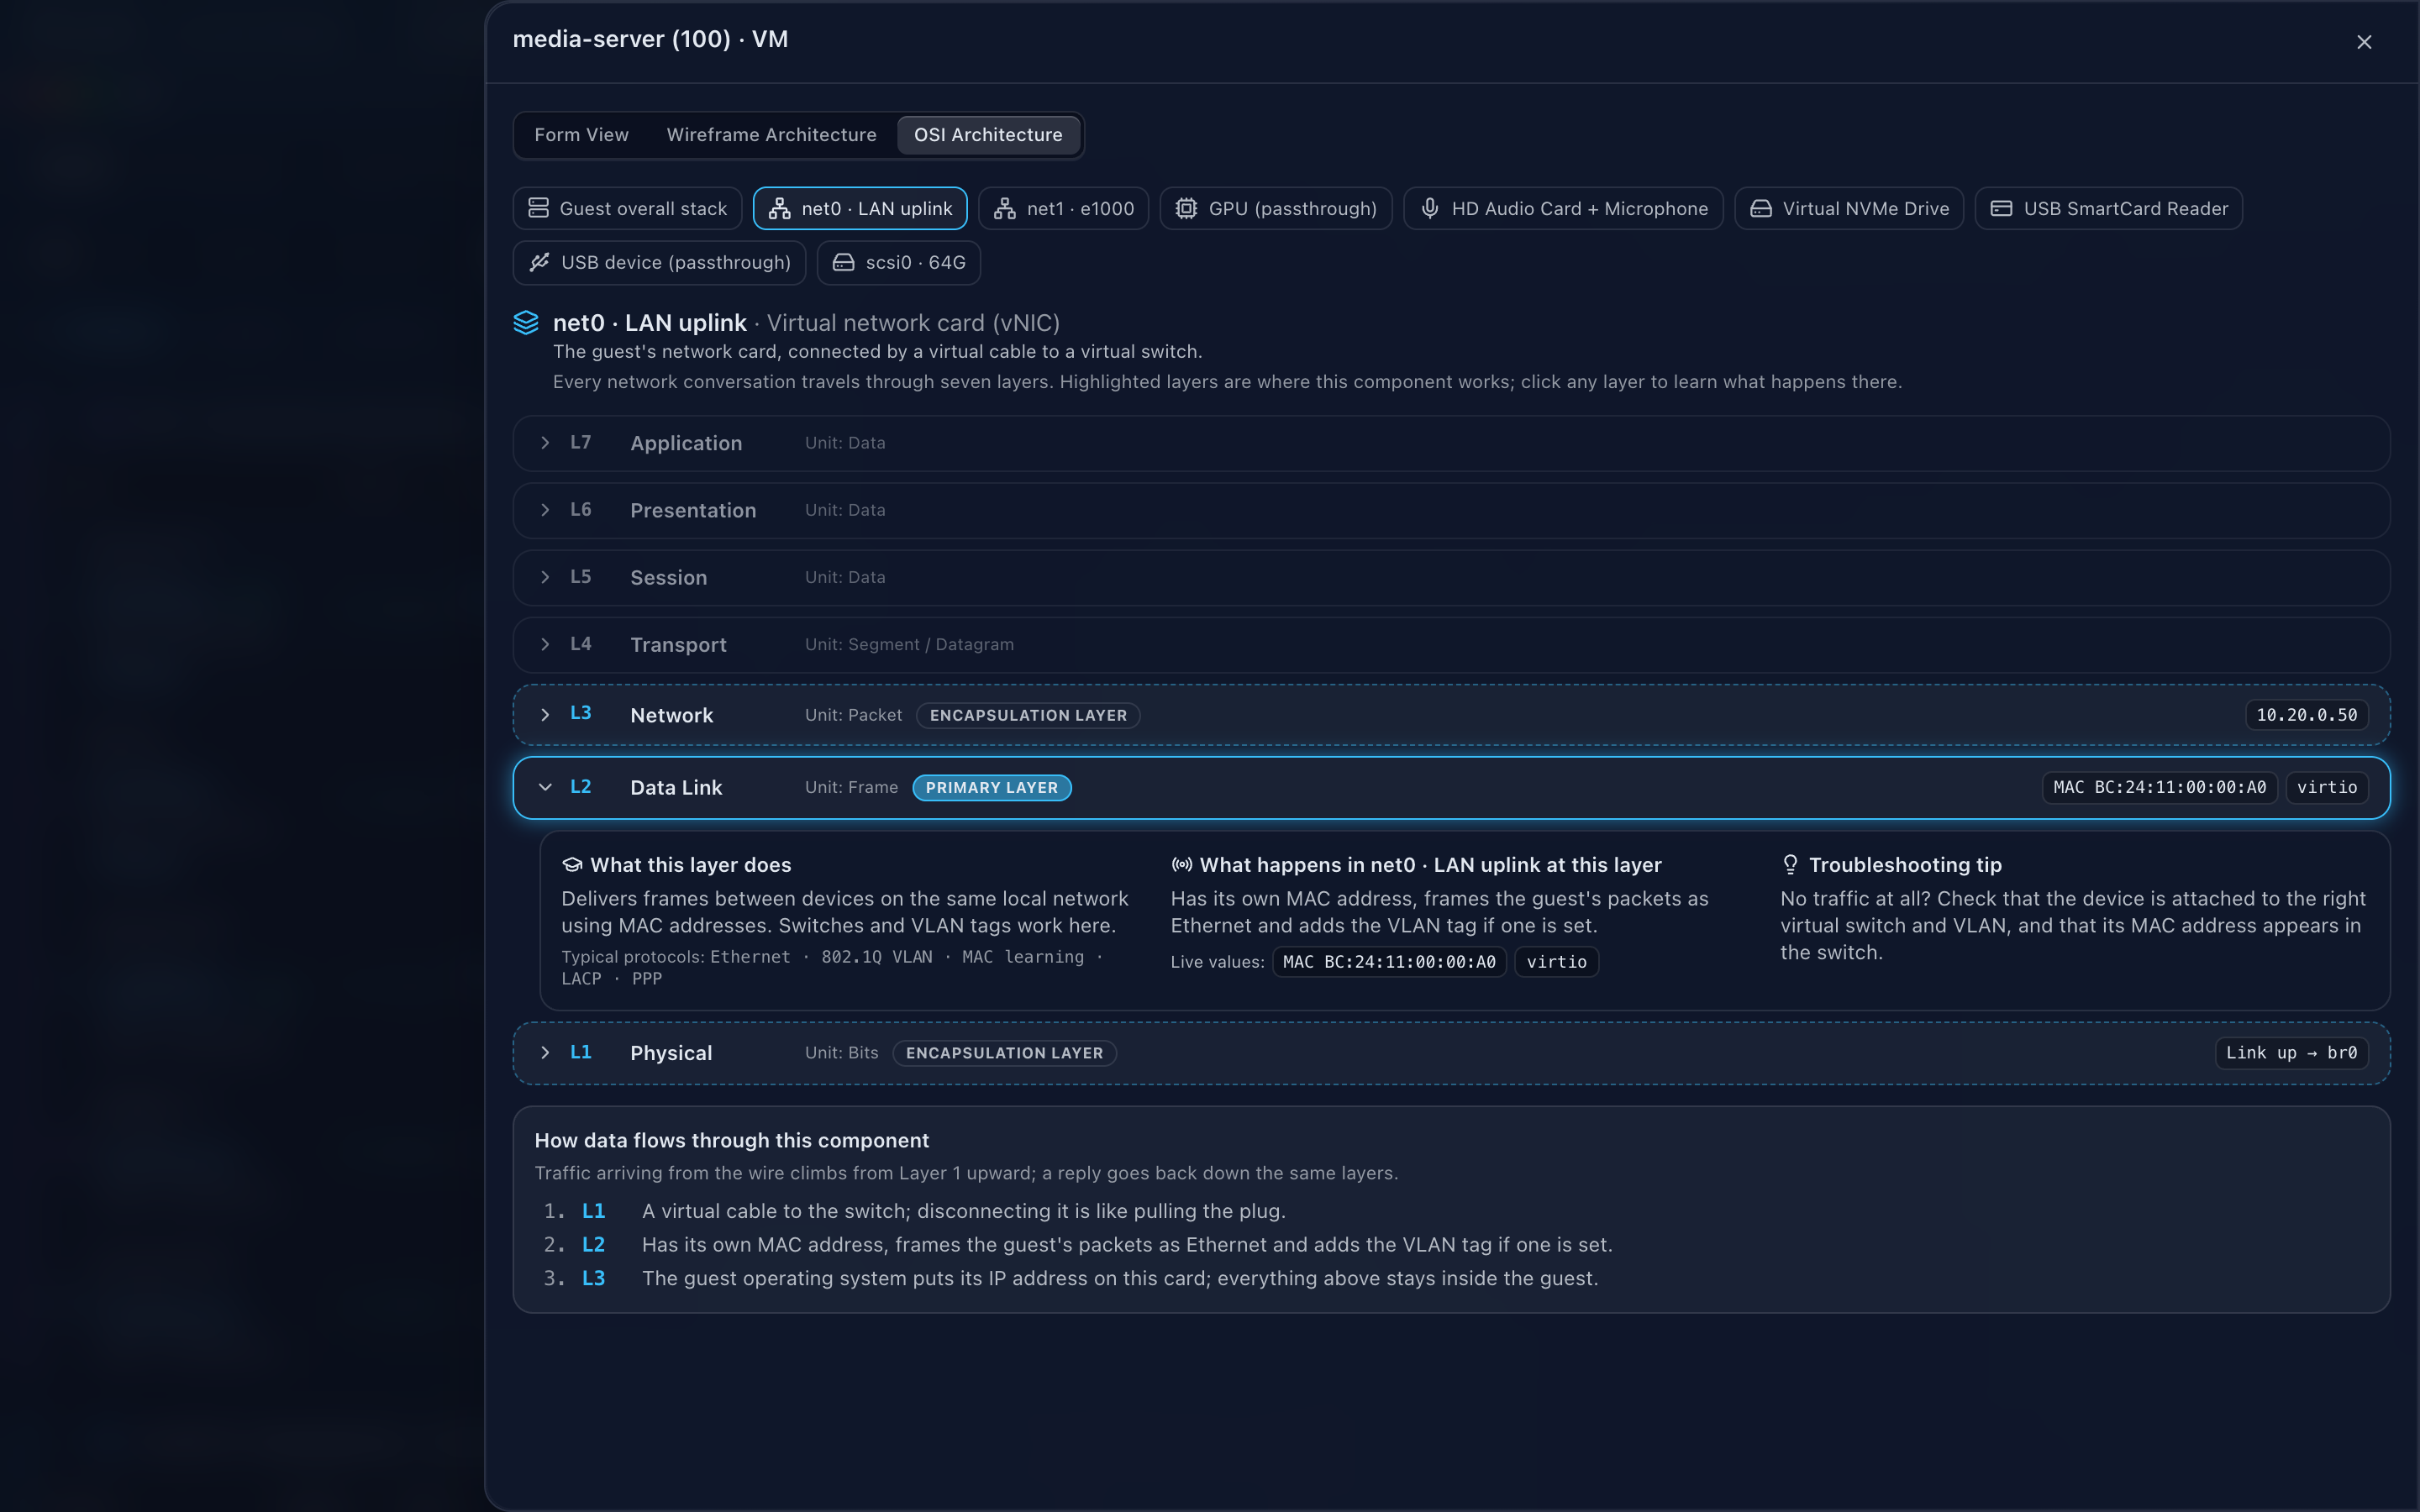 media-server (100) · VM
Form View
Wireframe Architecture
OSI Architecture
Guest overall stack
net0 · LAN uplink
net1 · e1000
GPU (passthrough)
HD Audio Card + Microphone
Virtual NVMe Drive
USB SmartCard Reader
USB device (passthrough)
scsi0 · 64G
net0 · LAN uplink · Virtual network card (vNIC)
The guest's network card, connected by a virtual cable to a virtual switch.
Every network conversation travels through seven layers. Highlighted layers are where this component works; click any layer to learn what happens there.
L7 Application Unit: Data
L6 Presentation Unit: Data
L5 Session Unit: Data
L4 Transport Unit: Segment / Datagram
L3 Network Unit: Packet ENCAPSULATION LAYER 10.20.0.50
L2 Data Link Unit: Frame PRIMARY LAYER MAC BC:24:11:00:00:A0 virtio
What this layer does
Delivers frames between devices on the same local network
using MAC addresses. Switches and VLAN tags work here.
Typical protocols: Ethernet · 802.1Q VLAN · MAC learning ·
LACP · PPP
What happens in net0 · LAN uplink at this layer
Has its own MAC address, frames the guest's packets as
Ethernet and adds the VLAN tag if one is set.
Live values: MAC BC:24:11:00:00:A0 virtio
Troubleshooting tip
No traffic at all? Check that the device is attached to the right
virtual switch and VLAN, and that its MAC address appears in
the switch.
L1 Physical Unit: Bits ENCAPSULATION LAYER Link up → br0
How data flows through this component
Traffic arriving from the wire climbs from Layer 1 upward; a reply goes back down the same layers.
1. L1 A virtual cable to the switch; disconnecting it is like pulling the plug.
2. L2 Has its own MAC address, frames the guest's packets as Ethernet and adds the VLAN tag if one is set.
3. L3 The guest operating system puts its IP address on this card; everything above stays inside the guest.